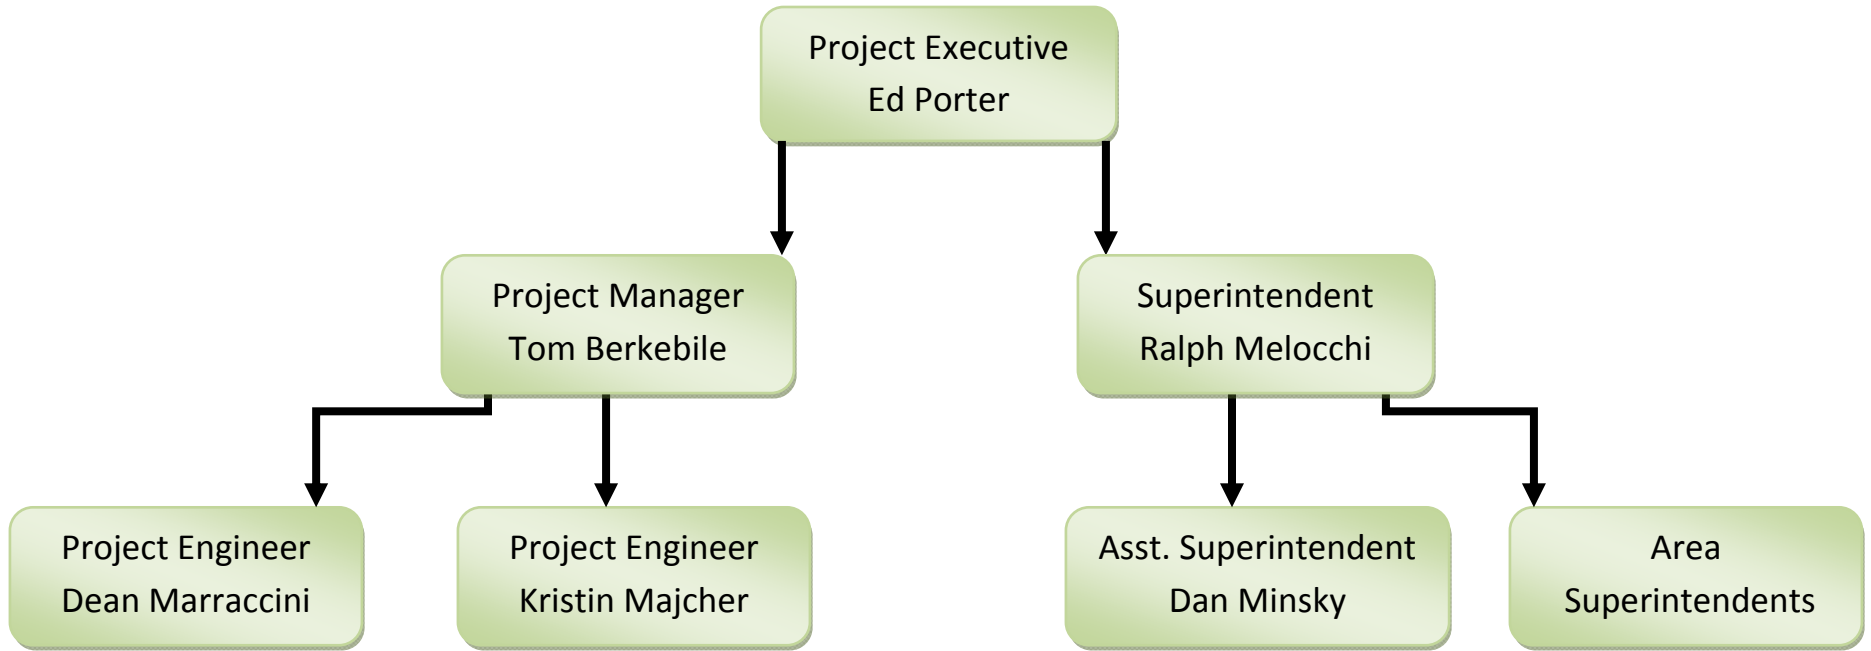 Project Executive
Ed Porter
Project Manager
Tom Berkebile
Superintendent
Ralph Melocchi
Project Engineer
Dean Marraccini
Project Engineer
Kristin Majcher
Asst. Superintendent
Dan Minsky
Area
Superintendents